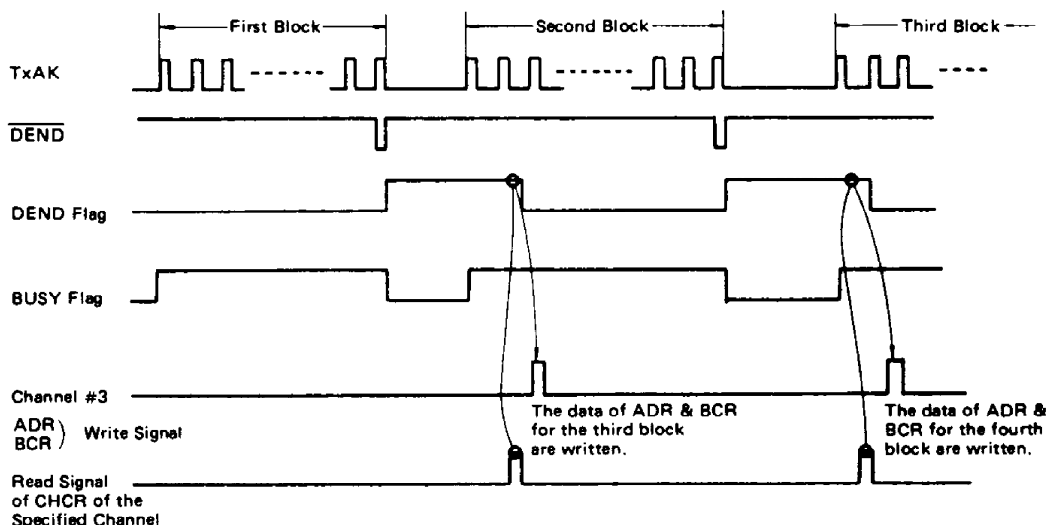 First Block
Second Block
Third Block
TxAK
DEND
DEND Flag
BUSY Flag
Channel #3
ADR
BCR ) Write Signal
The data of ADR & BCR
for the third block
are written.
The data of ADR &
BCR for the fourth
block are written.
Read Signal
of CHCR of the
Specified Channel